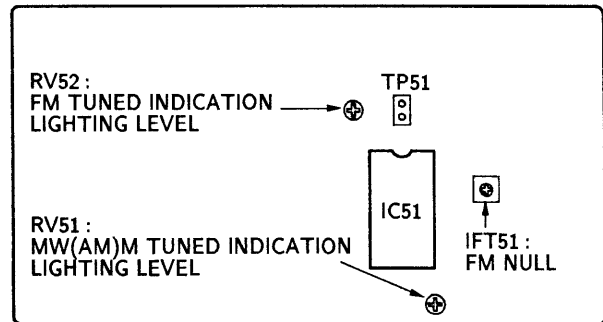 RV52 :
FM TUNED INDICATION
LIGHTING LEVEL
TP51
IC51
RV51 :
MW(AM)M TUNED INDICATION
LIGHTING LEVEL
IFT51 :
FM NULL